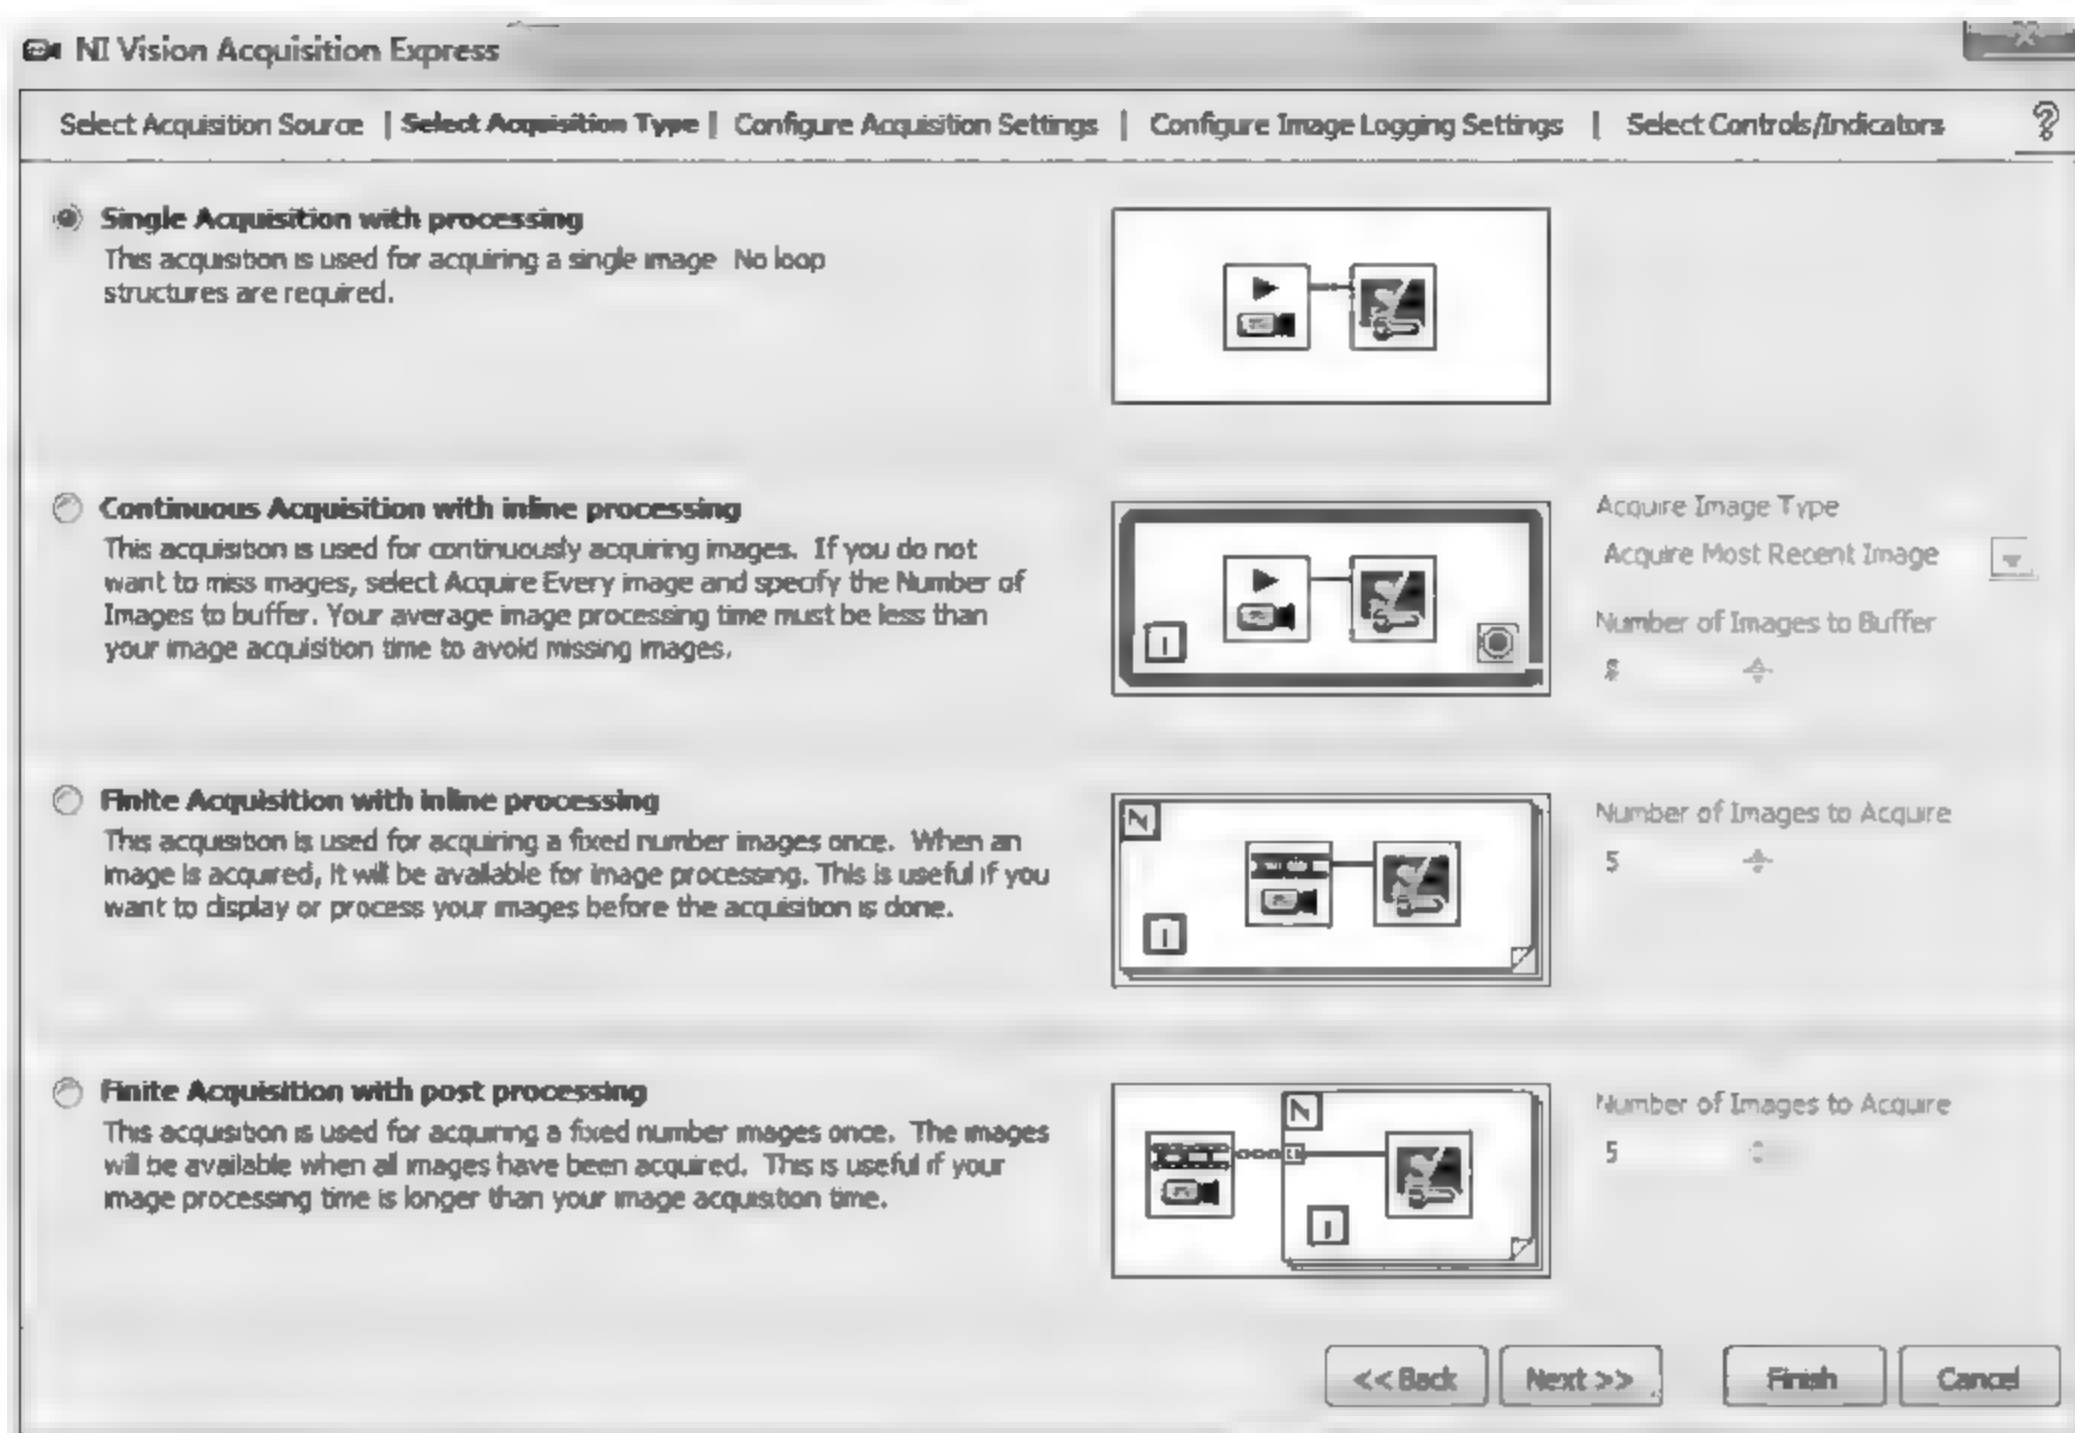 NI Vision Acquisition Express
Select Acquisition Source | Select Acquisition Type | Configure Acquisition Settings | Configure Image Logging Settings | Select Controls/Indicators ?
Single Acquisition with processing
This acquisition is used for acquiring a single image No loop
structures are required.
Continuous Acquisition with inline processing
This acquisition is used for continuously acquiring images. If you do not
want to miss images, select Acquire Every image and specify the Number of
Images to buffer. Your average image processing time must be less than
your image acquisition time to avoid missing images.
Acquire Image Type
Acquire Most Recent Image
Number of Images to Buffer
8
Finite Acquisition with inline processing
This acquisition is used for acquiring a fixed number images once. When an
image is acquired, it will be available for image processing. This is useful if you
want to display or process your images before the acquisition is done.
N
Number of Images to Acquire
5
Finite Acquisition with post processing
This acquisition is used for acquiring a fixed number images once. The images
will be available when all images have been acquired. This is useful if your
image processing time is longer than your image acquisition time.
N
Number of Images to Acquire
5
<< Back Next >> Finish Cancel